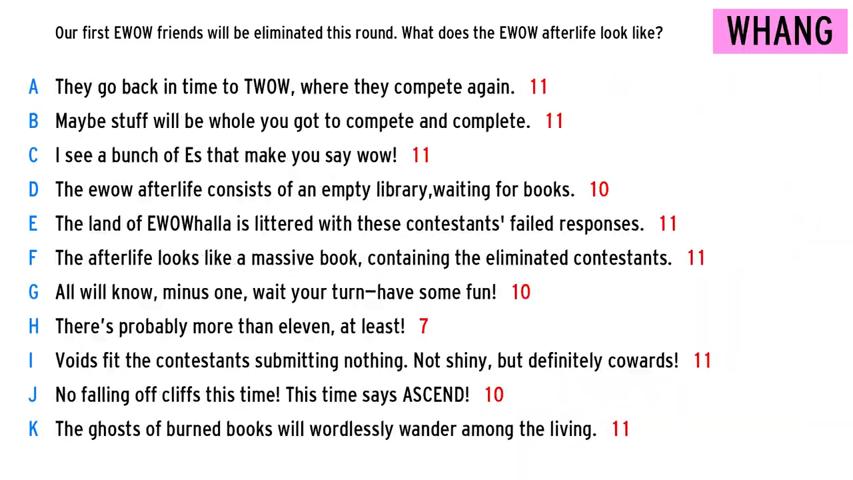 Our first EWOW friends will be eliminated this round. What does the EWOW afterlife look like?
WHANG
A They go back in time to TWOW, where they compete again. 11
B Maybe stuff will be whole you got to compete and complete. 11
C I see a bunch of Es that make you say wow! 11
D The ewow afterlife consists of an empty library,waiting for books. 10
E The land of EWOWhalla is littered with these contestants' failed responses. 11
F The afterlife looks like a massive book, containing the eliminated contestants. 11
G All will know, minus one, wait your turn—have some fun! 10
H There's probably more than eleven, at least! 7
I Voids fit the contestants submitting nothing. Not shiny, but definitely cowards! 11
J No falling off cliffs this time! This time says ASCEND! 10
K The ghosts of burned books will wordlessly wander among the living. 11